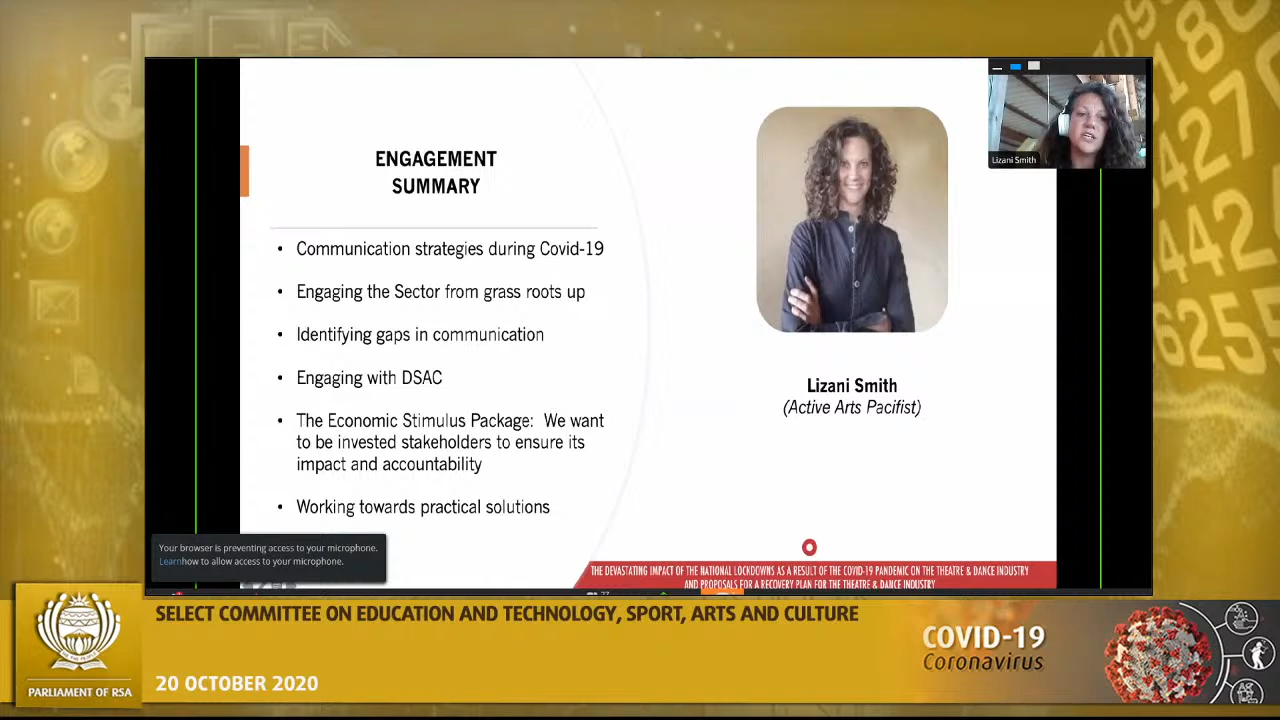 ENGAGEMENT
SUMMARY
• Communication strategies during Covid-19
• Engaging the Sector from grass roots up
• Identifying gaps in communication
• Engaging with DSAC
• The Economic Stimulus Package: We want
to be invested stakeholders to ensure its
impact and accountability
• Working towards practical solutions
Lizani Smith
Lizani Smith
(Active Arts Pacifist)
Your browser is preventing access to your microphone.
Learnhow to allow access to your microphone.
THE DEVASTATING IMPACT OF THE NATIONAL LOCKDOWNS AS A RESULT OF THE COVID-19 PANDEMIC ON THE THEATRE & DANCE INDUSTRY
AND PROPOSALS FOR A RECOVERY PLAN FOR THE THEATRE & DANCE INDUSTRY
SELECT COMMITTEE ON EDUCATION AND TECHNOLOGY, SPORT, ARTS AND CULTURE
20 OCTOBER 2020
PARLIAMENT OF RSA
COVID-19
Coronavirus